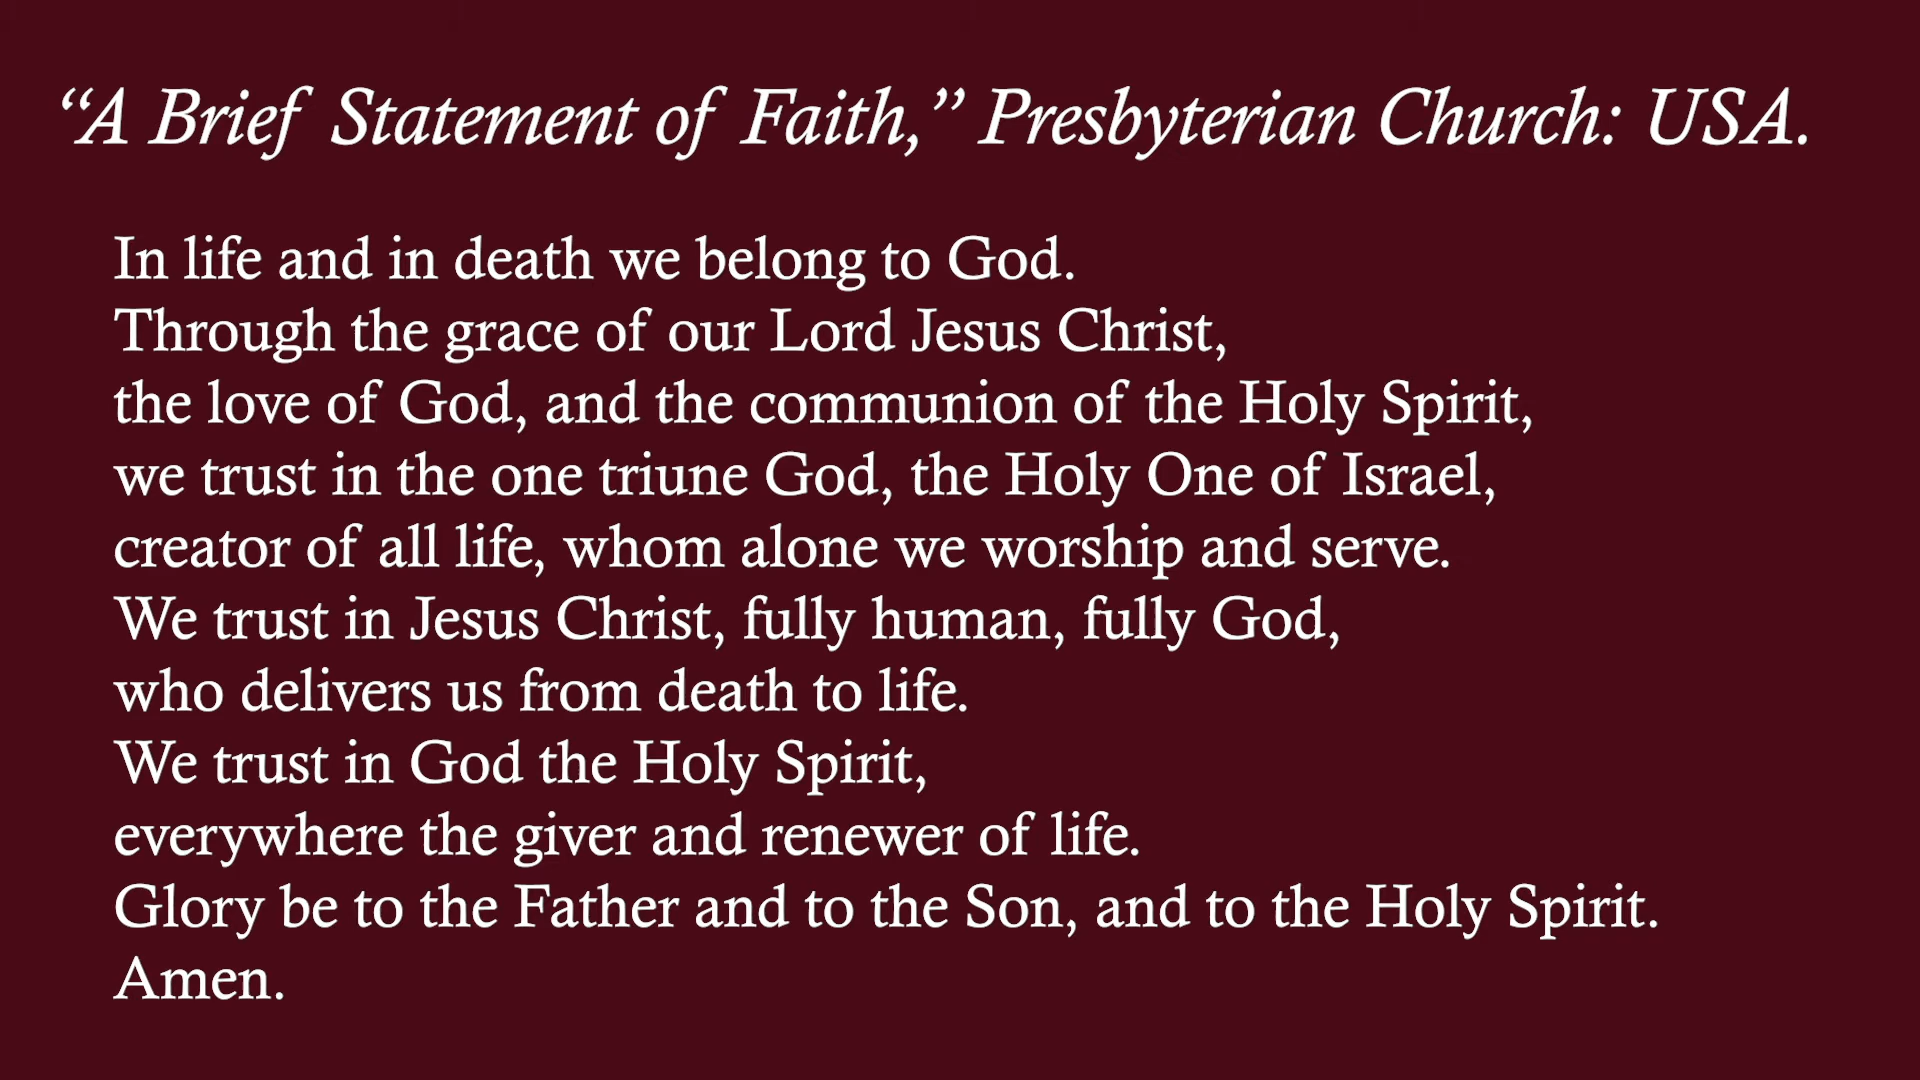 “A Brief Statement of Faith,” Presbyterian Church: USA.
In life and in death we belong to God.
Through the grace of our Lord Jesus Christ,
the love of God, and the communion of the Holy Spirit,
we trust in the one triune God, the Holy One of Israel,
creator of all life, whom alone we worship and serve.
We trust in Jesus Christ, fully human, fully God,
who delivers us from death to life.
We trust in God the Holy Spirit,
everywhere the giver and renewer of life.
Glory be to the Father and to the Son, and to the Holy Spirit.
Amen.